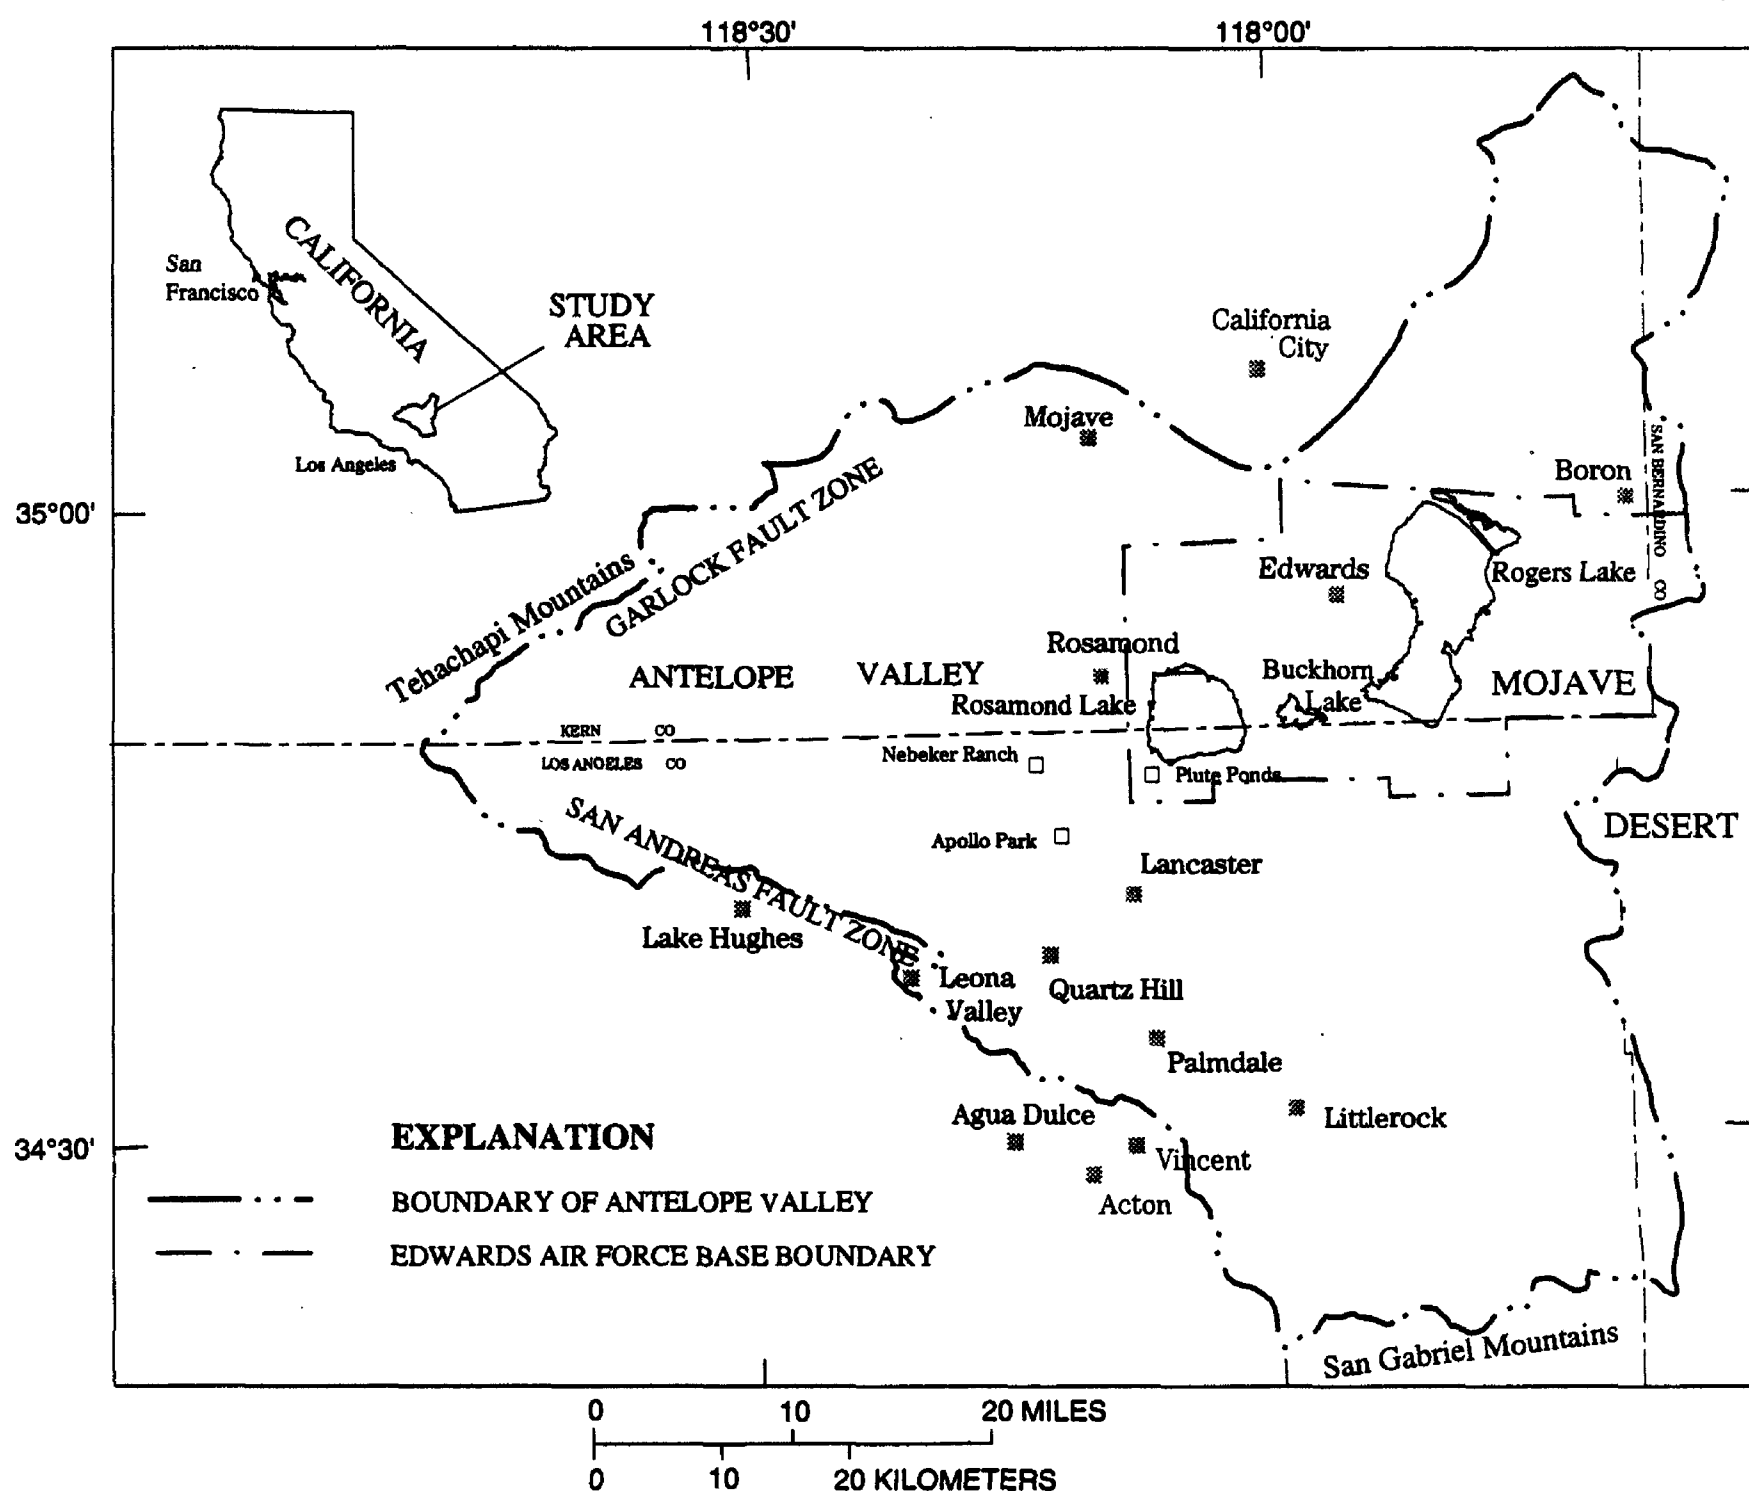 118°30'
118°00'
CALIFORNIA
San
Francisco
STUDY
AREA
Los Angeles
California
City
Mojave
Boron
SAN BERNARDINO CO
35°00'
Tehachapi Mountains
GARLOCK FAULT ZONE
Edwards
Rogers Lake
Rosamond
ANTELOPE VALLEY
Buckhorn
Lake
MOJAVE
Rosamond Lake
KERN CO
LOS ANGELES CO
Nebeker Ranch
Piute Ponds
SAN ANDREAS FAULT ZONE
DESERT
Apollo Park
Lancaster
Lake Hughes
Leona
Valley
Quartz Hill
Palmdale
Agua Dulce
Littlerock
34°30'
Vincent
Acton
EXPLANATION
BOUNDARY OF ANTELOPE VALLEY
EDWARDS AIR FORCE BASE BOUNDARY
San Gabriel Mountains
0 10 20 MILES
0 10 20 KILOMETERS